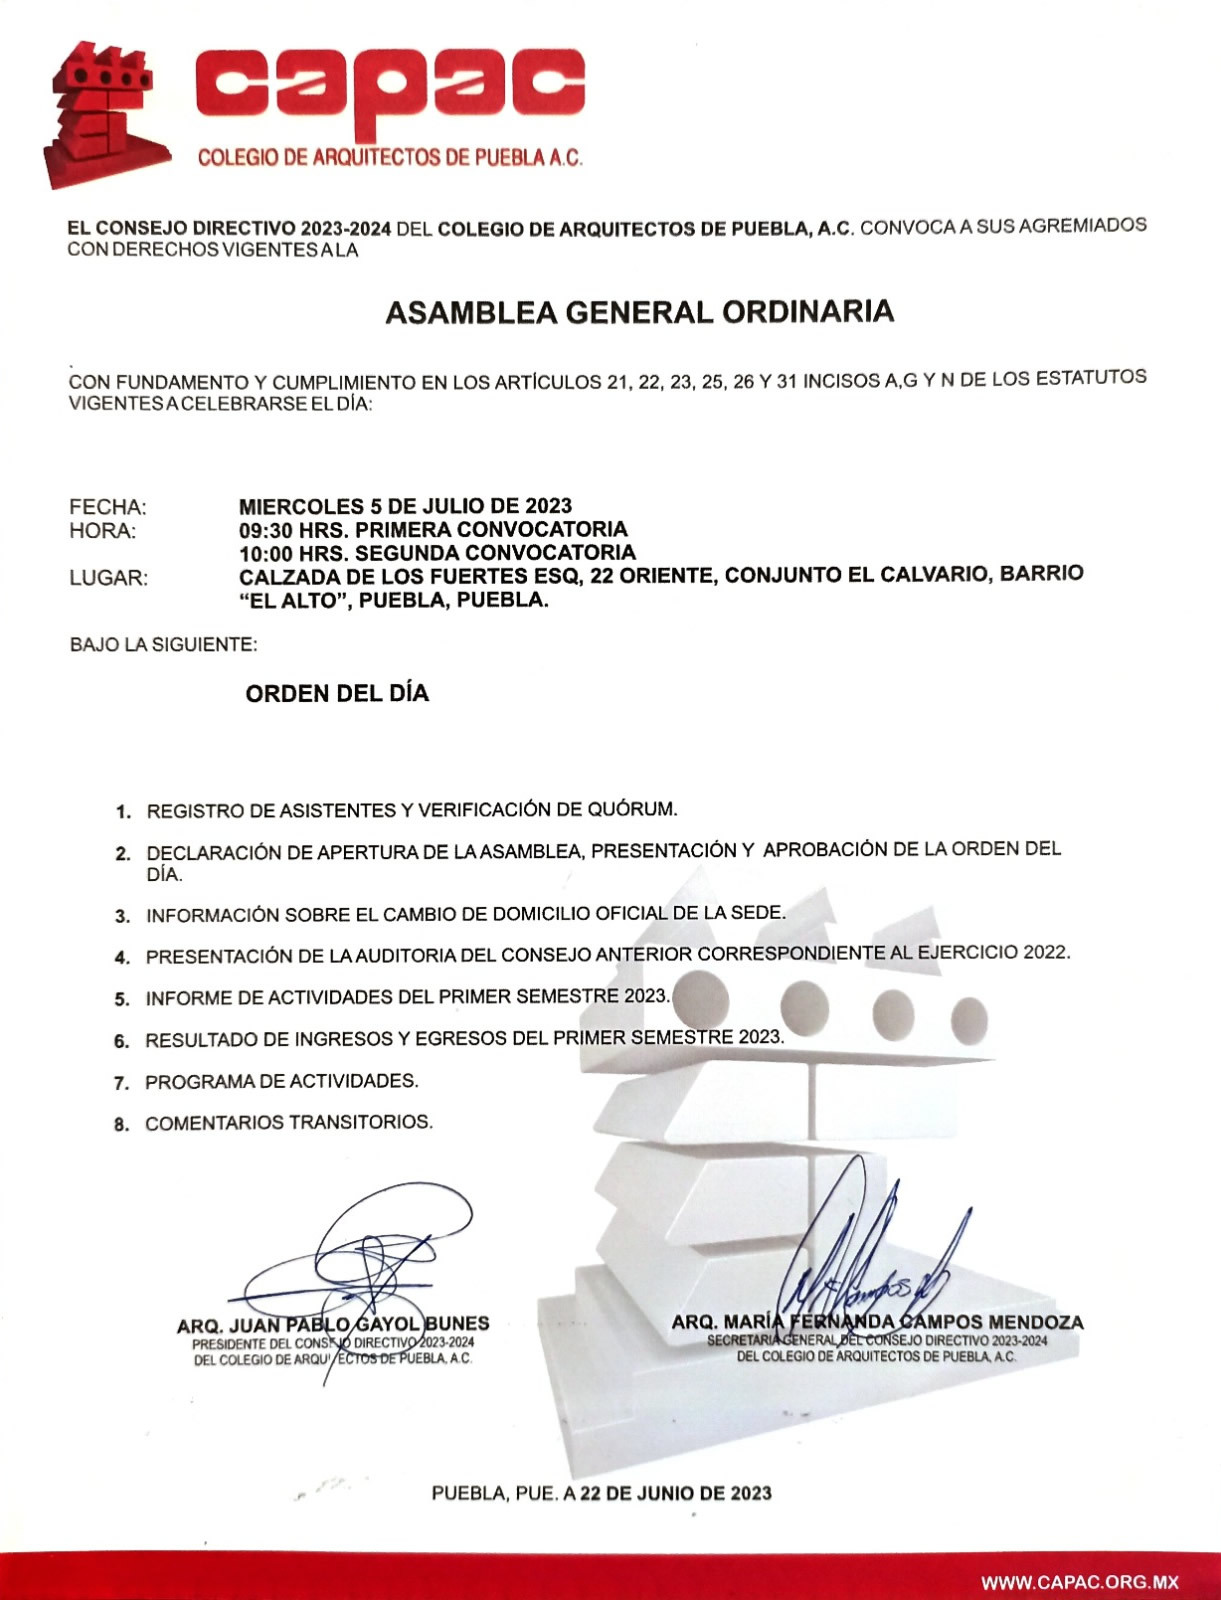 capac
COLEGIO DE ARQUITECTOS DE PUEBLA A.C.
EL CONSEJO DIRECTIVO 2023-2024 DEL COLEGIO DE ARQUITECTOS DE PUEBLA, A.C. CONVOCA A SUS AGREMIADOS
CON DERECHOS VIGENTES A LA
ASAMBLEA GENERAL ORDINARIA
CON FUNDAMENTO Y CUMPLIMIENTO EN LOS ARTÍCULOS 21, 22, 23, 25, 26 Y 31 INCISOS A,G Y N DE LOS ESTATUTOS
VIGENTES A CELEBRARSE EL DÍA:
FECHA: MIERCOLES 5 DE JULIO DE 2023
HORA: 09:30 HRS. PRIMERA CONVOCATORIA
10:00 HRS. SEGUNDA CONVOCATORIA
LUGAR: CALZADA DE LOS FUERTES ESQ, 22 ORIENTE, CONJUNTO EL CALVARIO, BARRIO
“EL ALTO”, PUEBLA, PUEBLA.
BAJO LA SIGUIENTE:
ORDEN DEL DÍA
1. REGISTRO DE ASISTENTES Y VERIFICACIÓN DE QUÓRUM.
2. DECLARACIÓN DE APERTURA DE LA ASAMBLEA, PRESENTACIÓN Y APROBACIÓN DE LA ORDEN DEL
DÍA.
3. INFORMACIÓN SOBRE EL CAMBIO DE DOMICILIO OFICIAL DE LA SEDE.
4. PRESENTACIÓN DE LA AUDITORIA DEL CONSEJO ANTERIOR CORRESPONDIENTE AL EJERCICIO 2022.
5. INFORME DE ACTIVIDADES DEL PRIMER SEMESTRE 2023.
6. RESULTADO DE INGRESOS Y EGRESOS DEL PRIMER SEMESTRE 2023.
7. PROGRAMA DE ACTIVIDADES.
8. COMENTARIOS TRANSITORIOS.
ARQ. JUAN PABLO GAYOL BUNES
PRESIDENTE DEL CONSEJO DIRECTIVO 2023-2024
DEL COLEGIO DE ARQUITECTOS DE PUEBLA, A.C.
ARQ. MARÍA FERNANDA CAMPOS MENDOZA
SECRETARIA GENERAL DEL CONSEJO DIRECTIVO 2023-2024
DEL COLEGIO DE ARQUITECTOS DE PUEBLA, A.C.
PUEBLA, PUE. A 22 DE JUNIO DE 2023
WWW.CAPAC.ORG.MX